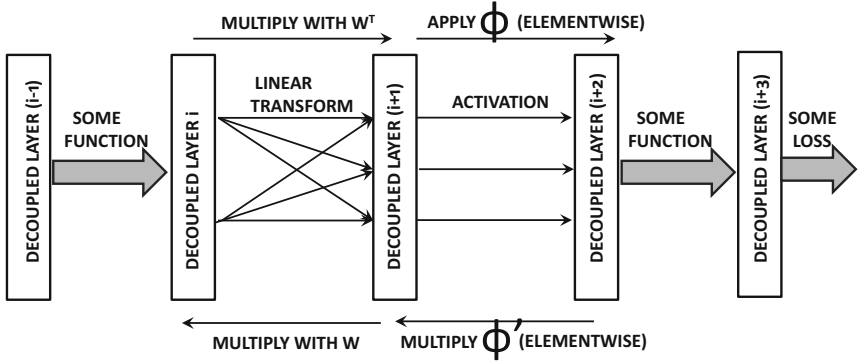 MULTIPLY WITH Wᵀ
APPLY ϕ (ELEMENTWISE)
DECOUPLED LAYER (i-1)
SOME
FUNCTION
DECOUPLED LAYER i
LINEAR
TRANSFORM
DECOUPLED LAYER (i+1)
ACTIVATION
DECOUPLED LAYER (i+2)
SOME
FUNCTION
DECOUPLED LAYER (i+3)
SOME
LOSS
MULTIPLY WITH W
MULTIPLY ϕ′ (ELEMENTWISE)